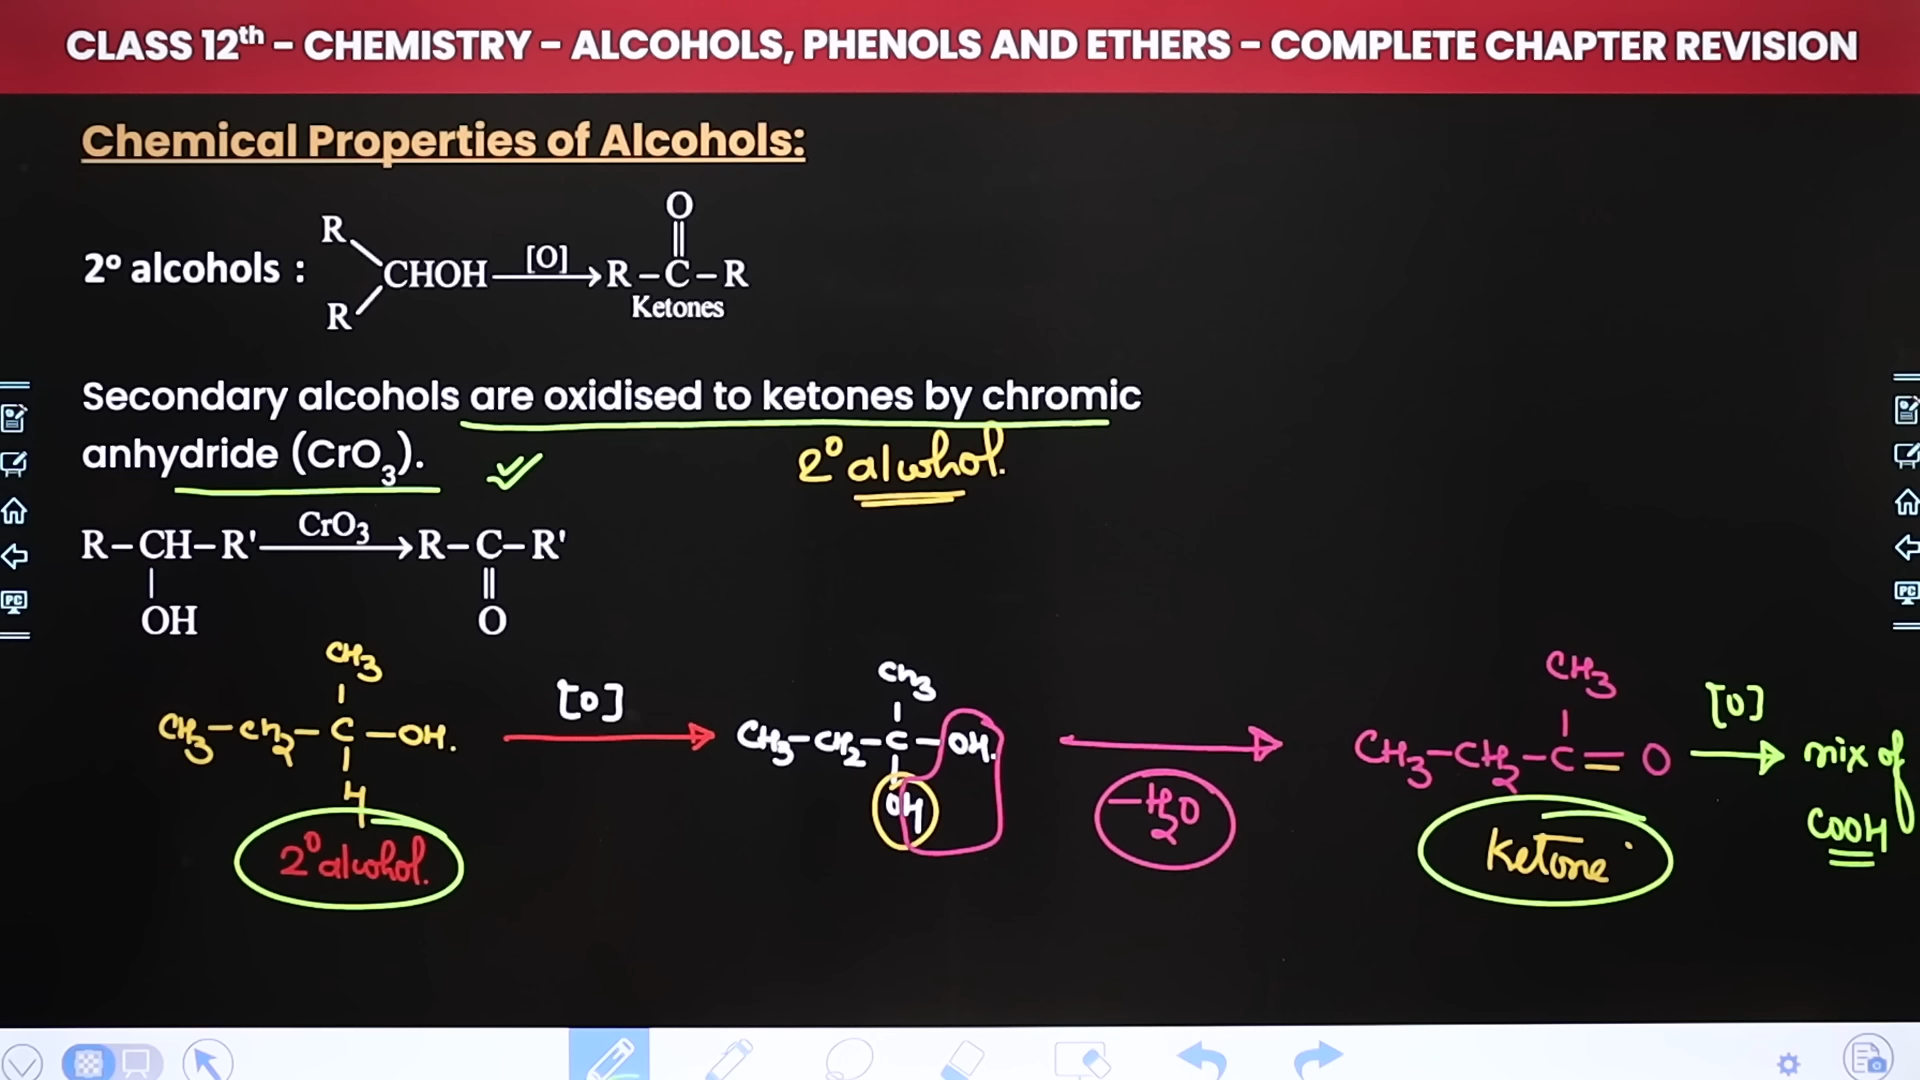 CLASS 12th - CHEMISTRY - ALCOHOLS, PHENOLS AND ETHERS - COMPLETE CHAPTER REVISION
Chemical Properties of Alcohols:
O
R
2° alcohols : CHOH [O] R-C-R
R Ketones
Secondary alcohols are oxidised to ketones by chromic
anhydride (CrO₃).
2° alcohol.
R-CH-R' CrO₃ R-C-R'
OH O
CH₃ CH₃ CH₃
CH₃-CH₂-C-OH. [O] CH₃-CH₂-C-OH. CH₃-CH₂-C=O [O] mix of
H OH -H₂O COOH
2° alcohol. Ketone
PC PC